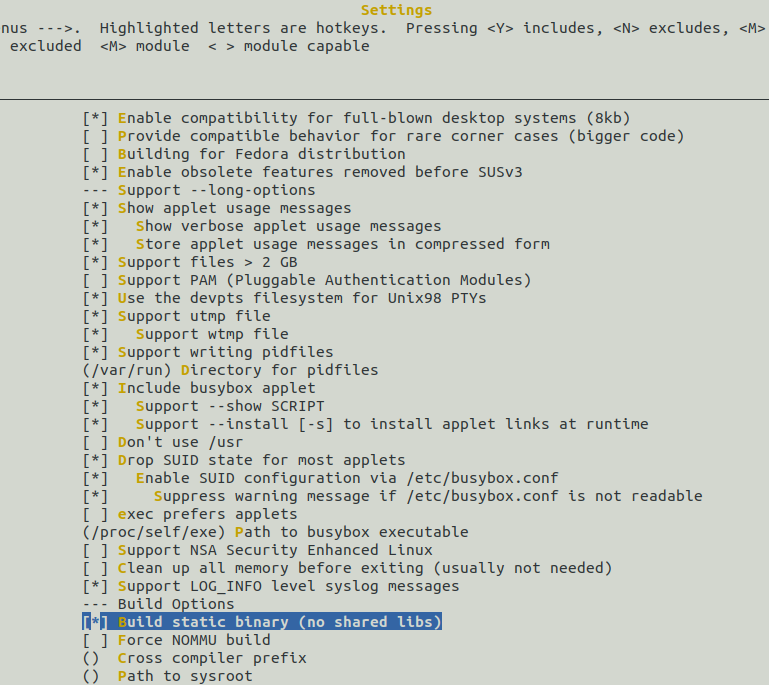 Settings
nus --->.  Highlighted letters are hotkeys.  Pressing <Y> includes, <N> excludes, <M>
excluded  <M> module  < > module capable
[*] Enable compatibility for full-blown desktop systems (8kb)
[ ] Provide compatible behavior for rare corner cases (bigger code)
[ ] Building for Fedora distribution
[*] Enable obsolete features removed before SUSv3
--- Support --long-options
[*] Show applet usage messages
[*]   Show verbose applet usage messages
[*]   Store applet usage messages in compressed form
[*] Support files > 2 GB
[ ] Support PAM (Pluggable Authentication Modules)
[*] Use the devpts filesystem for Unix98 PTYs
[*] Support utmp file
[*]   Support wtmp file
[*] Support writing pidfiles
(/var/run) Directory for pidfiles
[*] Include busybox applet
[*]   Support --show SCRIPT
[*]   Support --install [-s] to install applet links at runtime
[ ] Don't use /usr
[*] Drop SUID state for most applets
[*]   Enable SUID configuration via /etc/busybox.conf
[*]     Suppress warning message if /etc/busybox.conf is not readable
[ ] exec prefers applets
(/proc/self/exe) Path to busybox executable
[ ] Support NSA Security Enhanced Linux
[ ] Clean up all memory before exiting (usually not needed)
[*] Support LOG_INFO level syslog messages
--- Build Options
[*] Build static binary (no shared libs)
[ ] Force NOMMU build
()  Cross compiler prefix
()  Path to sysroot